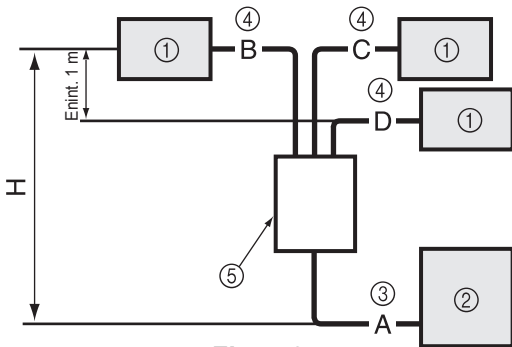 ④ ④
① B C ①
④
Enint. 1 m
D ①
H
⑤
③
A ②